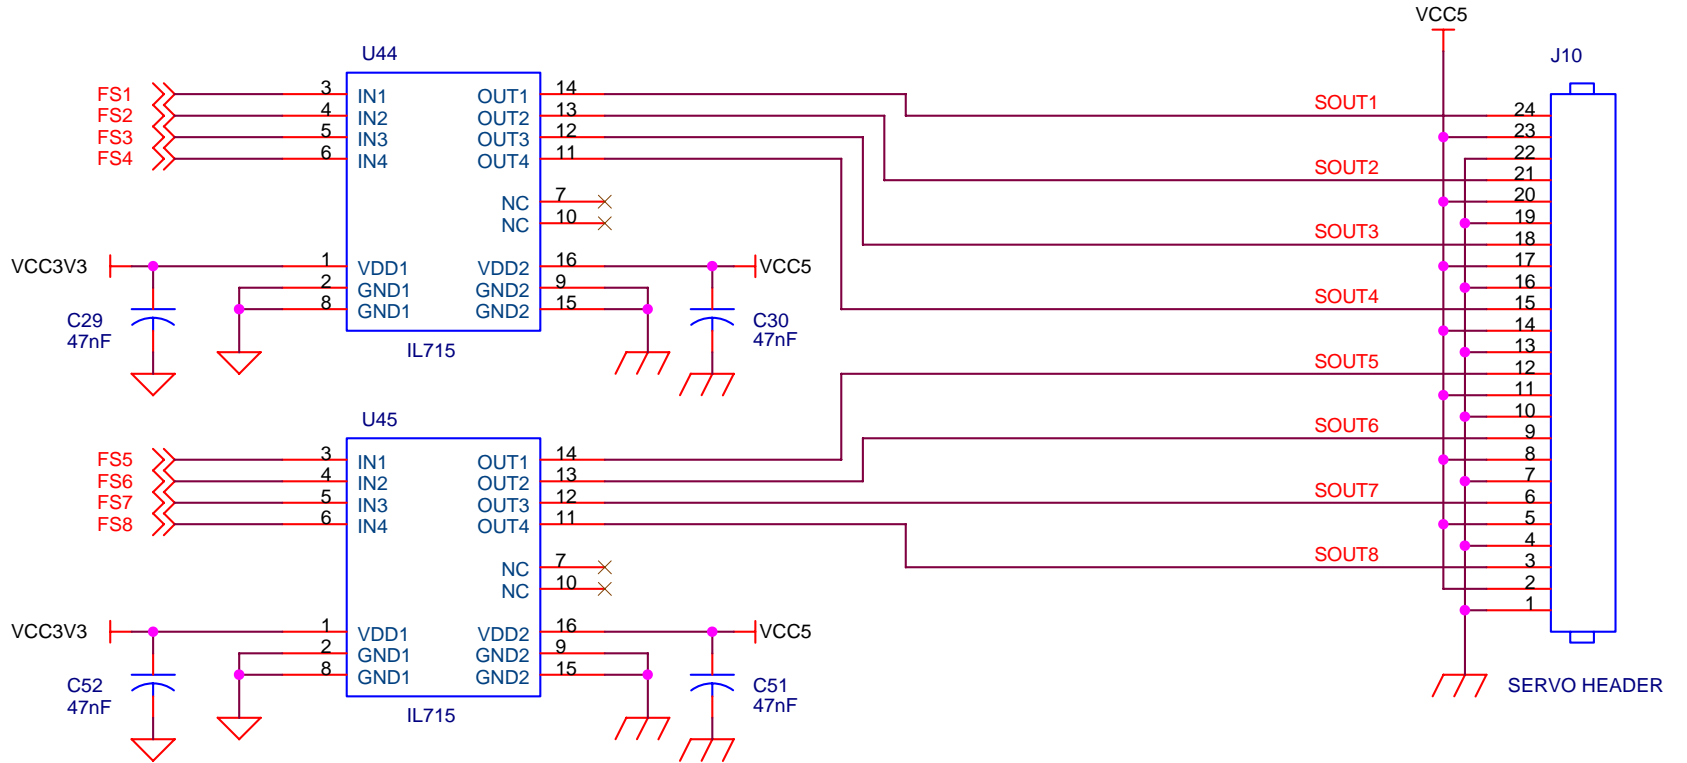 VCC5
U44
J10
FS1 3 IN1 OUT1 14 SOUT1
FS2 4 IN2 OUT2 13
FS3 5 IN3 OUT3 12
FS4 6 IN4 OUT4 11 SOUT2
NC 7
NC 10 SOUT3
VCC3V3 1 VDD1 VDD2 16 VCC5
2 GND1 GND2 9 SOUT4
8 GND1 GND2 15
C29
47nF
C30
47nF
IL715
SOUT5
U45
SOUT6
FS5 3 IN1 OUT1 14
FS6 4 IN2 OUT2 13
FS7 5 IN3 OUT3 12 SOUT7
FS8 6 IN4 OUT4 11
SOUT8
NC 7
NC 10
VCC3V3 1 VDD1 VDD2 16 VCC5
2 GND1 GND2 9
8 GND1 GND2 15
C52
47nF
C51
47nF
IL715
24
23
22
21
20
19
18
17
16
15
14
13
12
11
10
9
8
7
6
5
4
3
2
1
SERVO HEADER